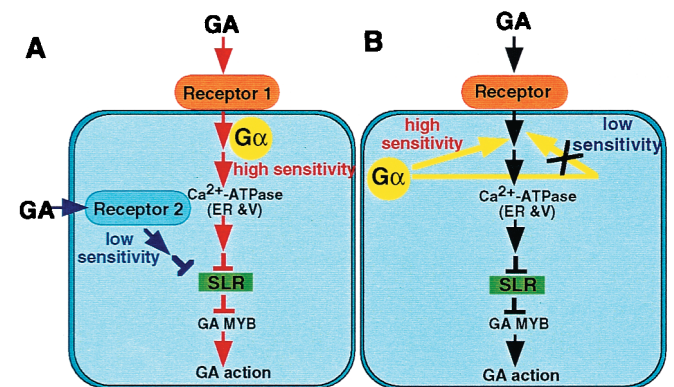 A
GA
Receptor 1
Gα
high sensitivity
Ca2+-ATPase
(ER &V)
GA
Receptor 2
low
sensitivity
SLR
GA MYB
GA action
B
GA
Receptor
high
sensitivity
low
sensitivity
Gα
Ca2+-ATPase
(ER &V)
SLR
GA MYB
GA action